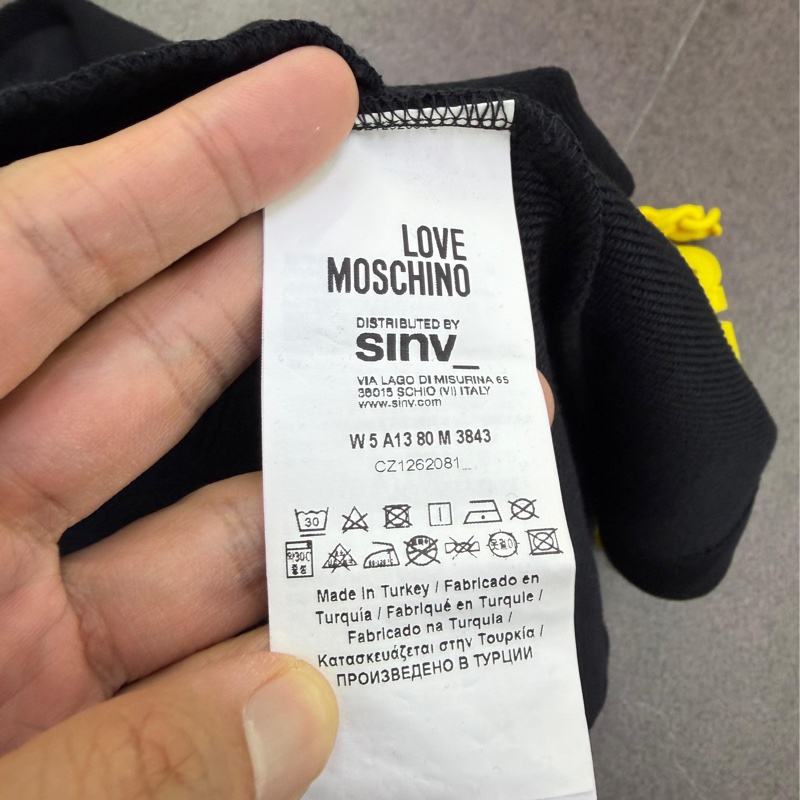 LOVE
MOSCHINO
DISTRIBUTED BY
sinv_
VIA LAGO DI MISURINA 65
36015 SCHIO (VI) ITALY
www.sinv.com
W 5 A13 80 M 3843
CZ1262081_
30
Made in Turkey / Fabricado en
Turquía / Fabriqué en Turquie /
Fabricado na Turquia /
Κατασκευάζεται στην Τουρκία /
ПРОИЗВЕДЕНО В ТУРЦИИ